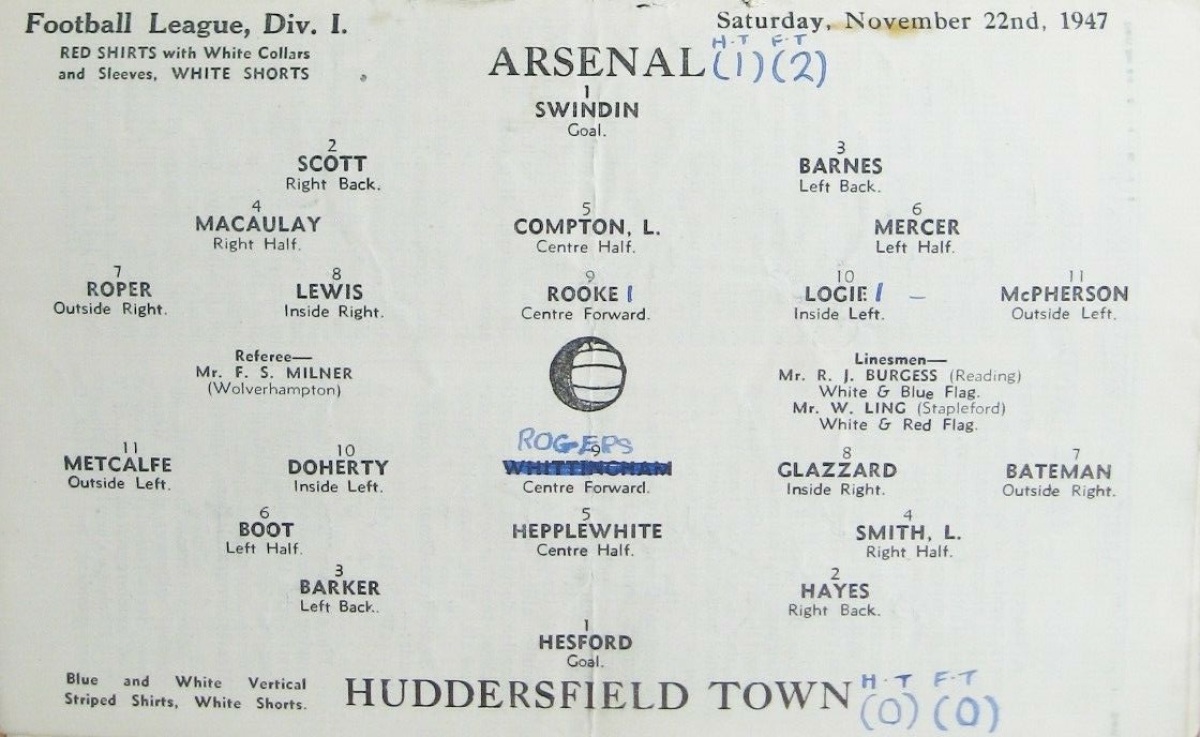 Football League, Div. I.
Saturday, November 22nd, 1947
RED SHIRTS with White Collars
and Sleeves, WHITE SHORTS
H.T F.T
ARSENAL (1) (2)
1
SWINDIN
Goal.
2 3
SCOTT BARNES
Right Back. Left Back.
4 5 6
MACAULAY COMPTON, L. MERCER
Right Half. Centre Half. Left Half.
7 8 9 10 11
ROPER LEWIS ROOKE 1 LOGIE 1 – McPHERSON
Outside Right. Inside Right. Centre Forward. Inside Left. Outside Left.
Referee—
Mr. F. S. MILNER
(Wolverhampton)
Linesmen—
Mr. R. J. BURGESS (Reading)
White & Blue Flag.
Mr. W. LING (Stapleford)
White & Red Flag.
ROGERS
11 10 9 8 7
METCALFE DOHERTY WHITTINGHAM GLAZZARD BATEMAN
Outside Left. Inside Left. Centre Forward. Inside Right. Outside Right.
6 5 4
BOOT HEPPLEWHITE SMITH, L.
Left Half. Centre Half. Right Half.
3 2
BARKER HAYES
Left Back. Right Back.
1
HESFORD
Goal.
Blue and White Vertical
Striped Shirts, White Shorts.
H.T F.T
HUDDERSFIELD TOWN (0) (0)